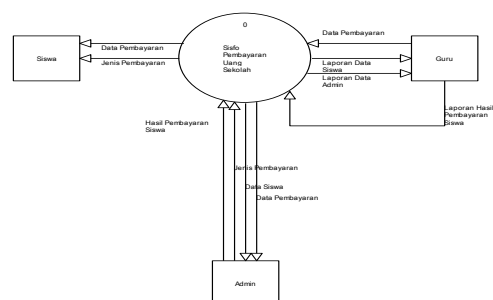 0
Sisfo
Pembayaran
Uang
Sekolah
Siswa
Data Pembayaran
Jenis Pembayaran
Data Pembayaran
Laporan Data
Siswa
Laporan Data
Admin
Guru
Laporan Hasil
Pembayaran
Siswa
Hasil Pembayaran
Siswa
Jenis Pembayaran
Data Siswa
Data Pembayaran
Admin